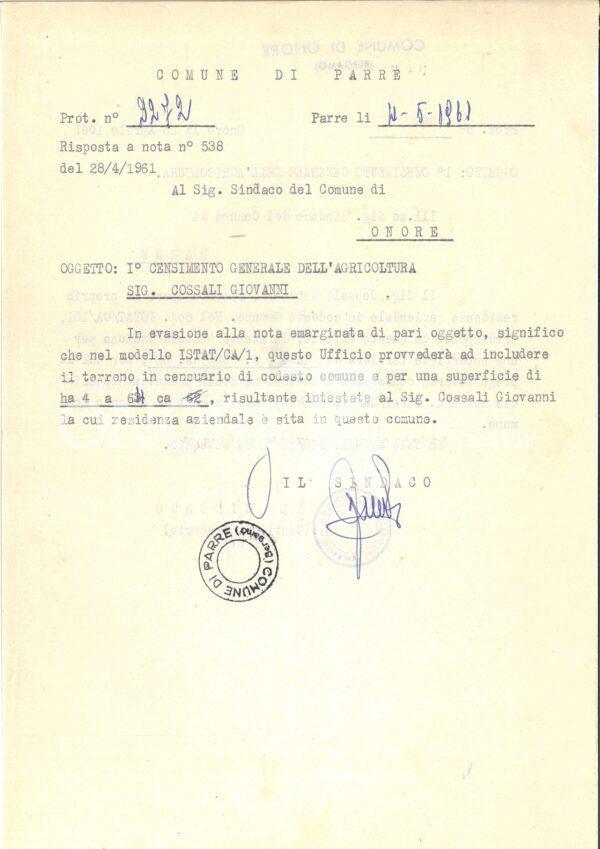 COMUNE DI PARRE
Prot. n°
Parre li -5-1961
Risposta a nota n° 538
del 28/4/1961
Al Sig. Sindaco del Comune di
ONORE
OGGETTO: I° CENSIMENTO GENERALE DELL'AGRICOLTURA
SIG. COSSALI GIOVANNI
In evasione alla nota emarginata di pari oggetto, significo
che nel modello ISTAT/CA/1, questo Ufficio provvederà ad includere
il terreno in censuario di codesto comune e per una superficie di
ha 4 a ca , risultante intestate al Sig. Cossali Giovanni
la cui residenza aziendale è sita in questo comune.
IL SINDACO
COMUNE DI PARRE (Bergamo)